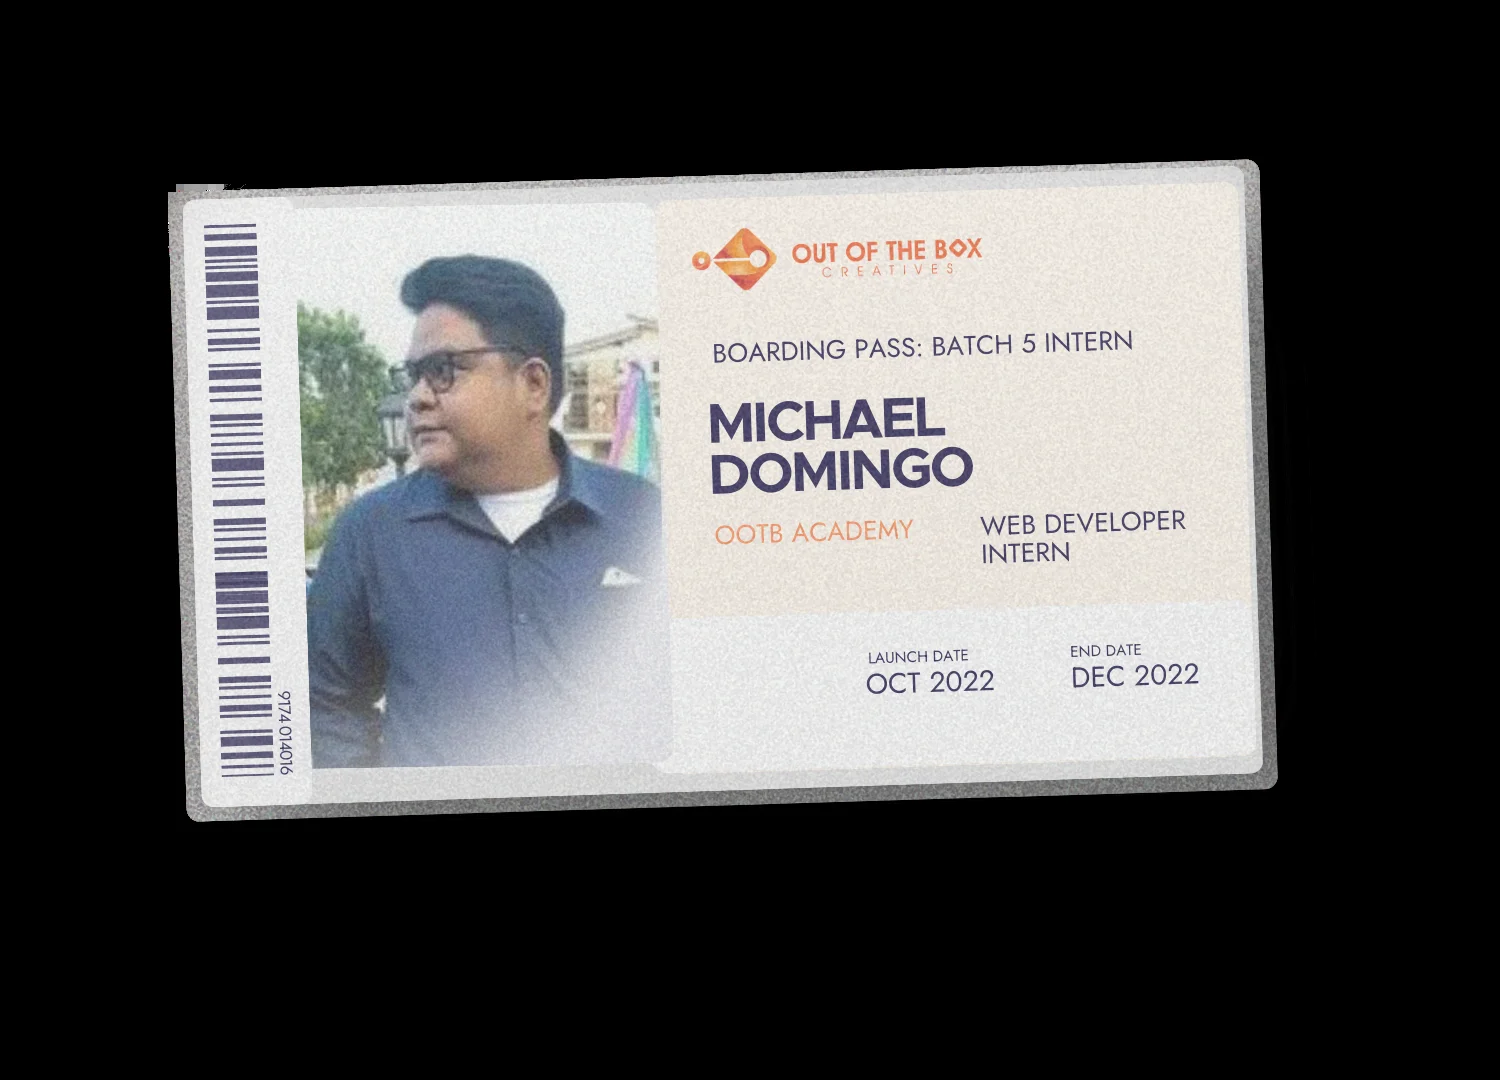 OUT OF THE BOX
CREATIVES
BOARDING PASS: BATCH 5 INTERN
MICHAEL
DOMINGO
OOTB ACADEMY
WEB DEVELOPER
INTERN
LAUNCH DATE
OCT 2022
END DATE
DEC 2022
9174 014016